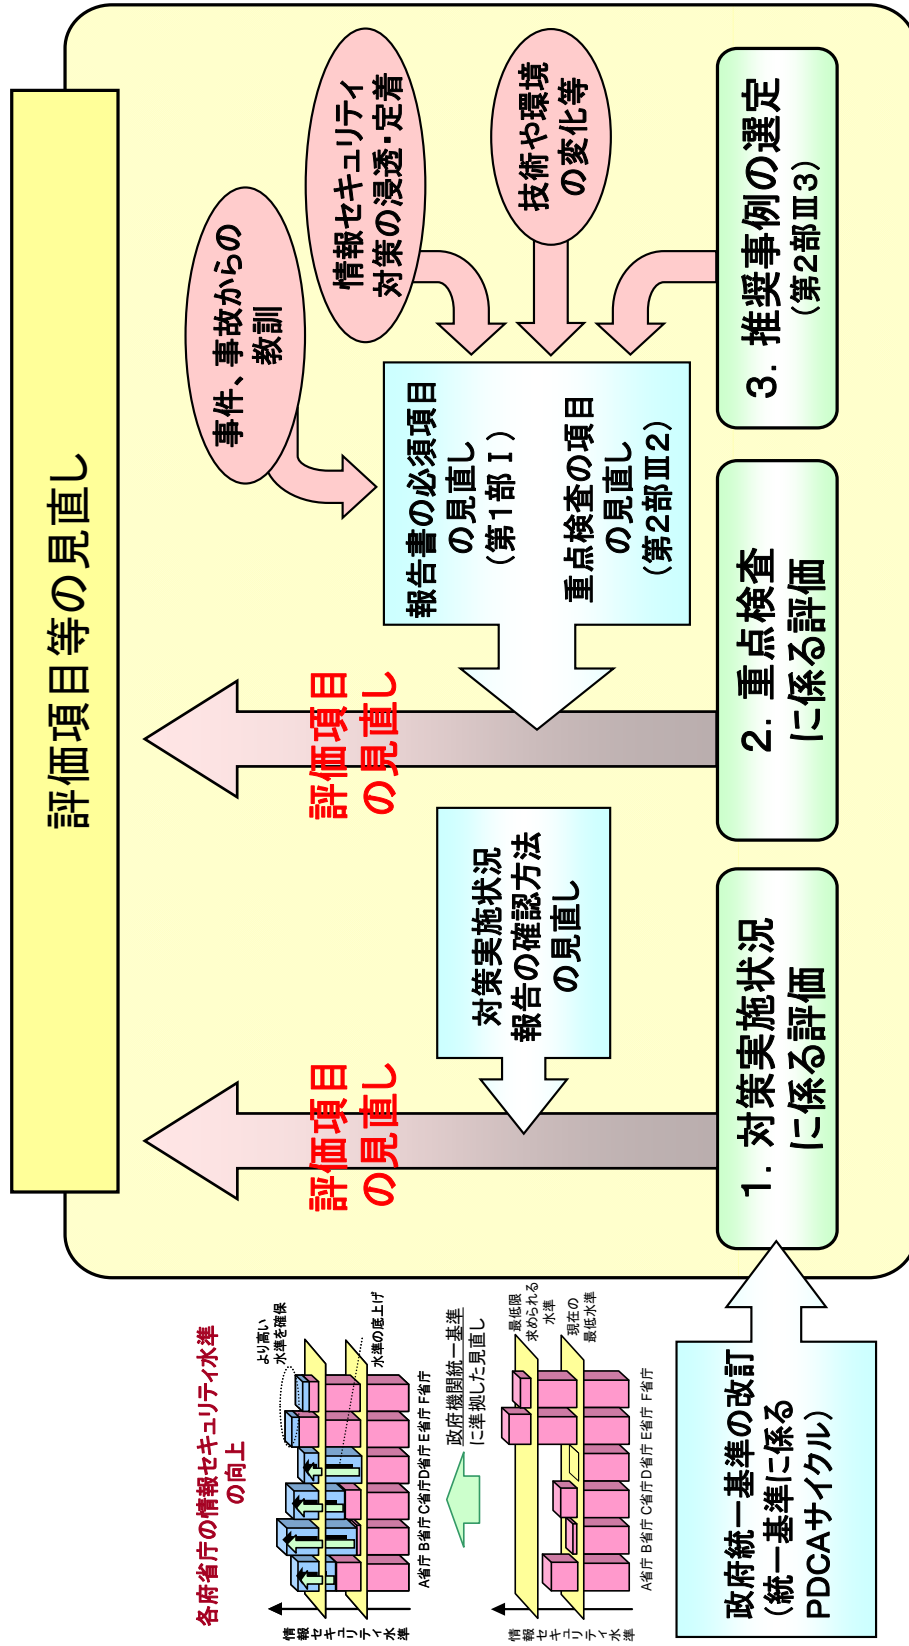 評価項目等の見直し
各府省庁の情報セキュリティ水準
の向上
より高い
水準を確保
水準の底上げ
情報セキュリティ水準
A省庁 B省庁 C省庁 D省庁 E省庁 F省庁
政府機関統一基準
に準拠した見直し
最低限
求められる
水準
現在の
最低水準
情報セキュリティ水準
A省庁 B省庁 C省庁 D省庁 E省庁 F省庁
政府統一基準の改訂
(統一基準に係る
PDCAサイクル)
評価項目
の見直し
対策実施状況
報告の確認方法
の見直し
1. 対策実施状況
に係る評価
評価項目
の見直し
事件、事故からの
教訓
情報セキュリティ
対策の浸透・定着
技術や環境
の変化等
報告書の必須項目
の見直し
(第1部Ⅰ)
重点検査の項目
の見直し
(第2部Ⅲ2)
2. 重点検査
に係る評価
3. 推奨事例の選定
(第2部Ⅲ3)